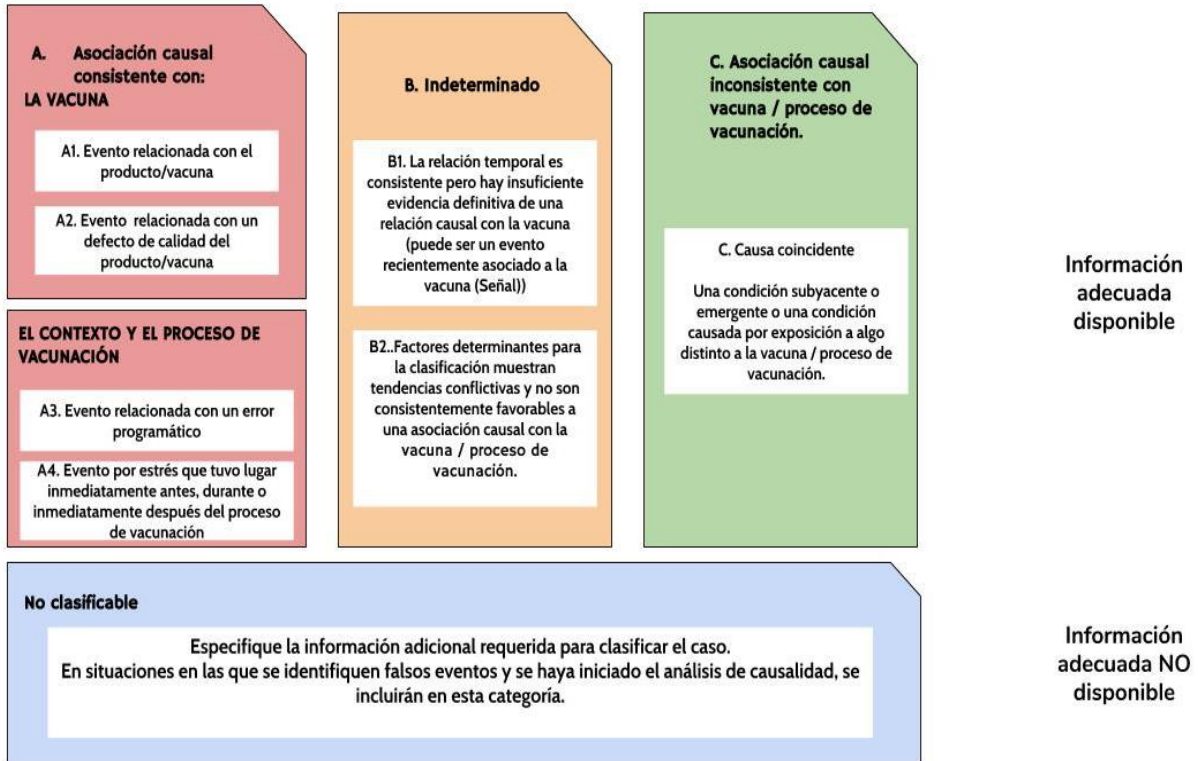 A. Asociación causal
consistente con:
LA VACUNA
A1. Evento relacionada con el
producto/vacuna
A2. Evento relacionada con un
defecto de calidad del
producto/vacuna
EL CONTEXTO Y EL PROCESO DE
VACUNACIÓN
A3. Evento relacionada con un error
programático
A4. Evento por estrés que tuvo lugar
inmediatamente antes, durante o
inmediatamente después del proceso
de vacunación
B. Indeterminado
B1. La relación temporal es
consistente pero hay insuficiente
evidencia definitiva de una
relación causal con la vacuna
(puede ser un evento
recientemente asociado a la
vacuna (Señal))
B2..Factores determinantes para
la clasificación muestran
tendencias conflictivas y no son
consistentemente favorables a
una asociación causal con la
vacuna / proceso de
vacunación.
C. Asociación causal
inconsistente con
vacuna / proceso de
vacunación.
C. Causa coincidente
Una condición subyacente o
emergente o una condición
causada por exposición a algo
distinto a la vacuna / proceso de
vacunación.
Información
adecuada
disponible
No clasificable
Especifique la información adicional requerida para clasificar el caso.
En situaciones en las que se identifiquen falsos eventos y se haya iniciado el análisis de causalidad, se
incluirán en esta categoría.
Información
adecuada NO
disponible